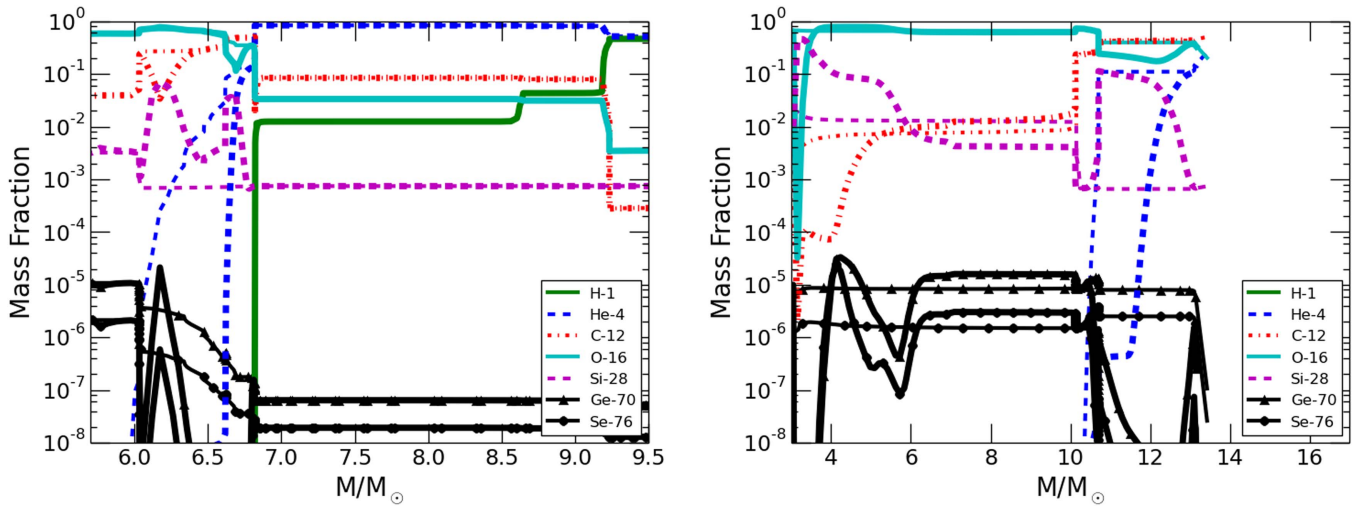 Mass Fraction
10⁰
10⁻¹
10⁻²
10⁻³
10⁻⁴
10⁻⁵
10⁻⁶
10⁻⁷
10⁻⁸
H-1
He-4
C-12
O-16
Si-28
Ge-70
Se-76
6.0 6.5 7.0 7.5 8.0 8.5 9.0 9.5
M/M☉
Mass Fraction
10⁰
10⁻¹
10⁻²
10⁻³
10⁻⁴
10⁻⁵
10⁻⁶
10⁻⁷
10⁻⁸
H-1
He-4
C-12
O-16
Si-28
Ge-70
Se-76
4 6 8 10 12 14 16
M/M☉